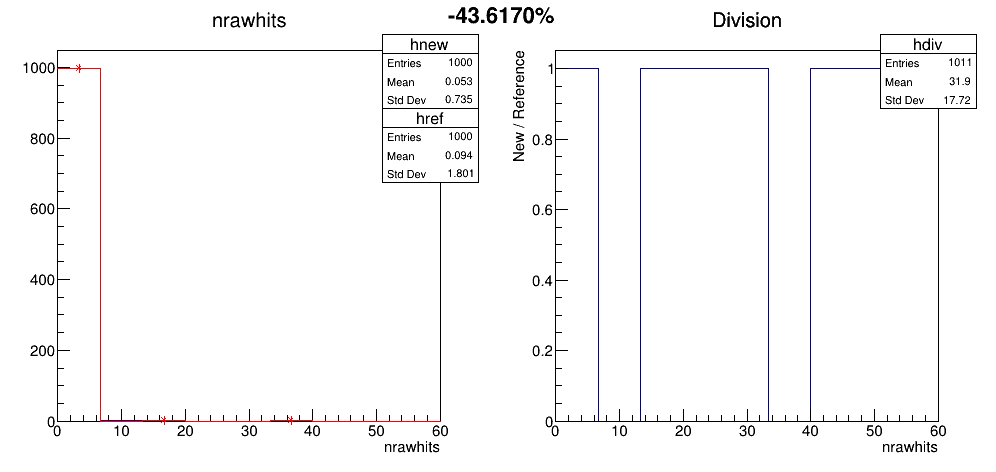 -43.6170%
nrawhits
hnew
Entries 1000
Mean 0.053
Std Dev 0.735
href
Entries 1000
Mean 0.094
Std Dev 1.801
1000
800
600
400
200
0
0 10 20 30 40 50 60
nrawhits
Division
hdiv
Entries 1011
Mean 31.9
Std Dev 17.72
New / Reference
1
0.8
0.6
0.4
0.2
0
0 10 20 30 40 50 60
nrawhits